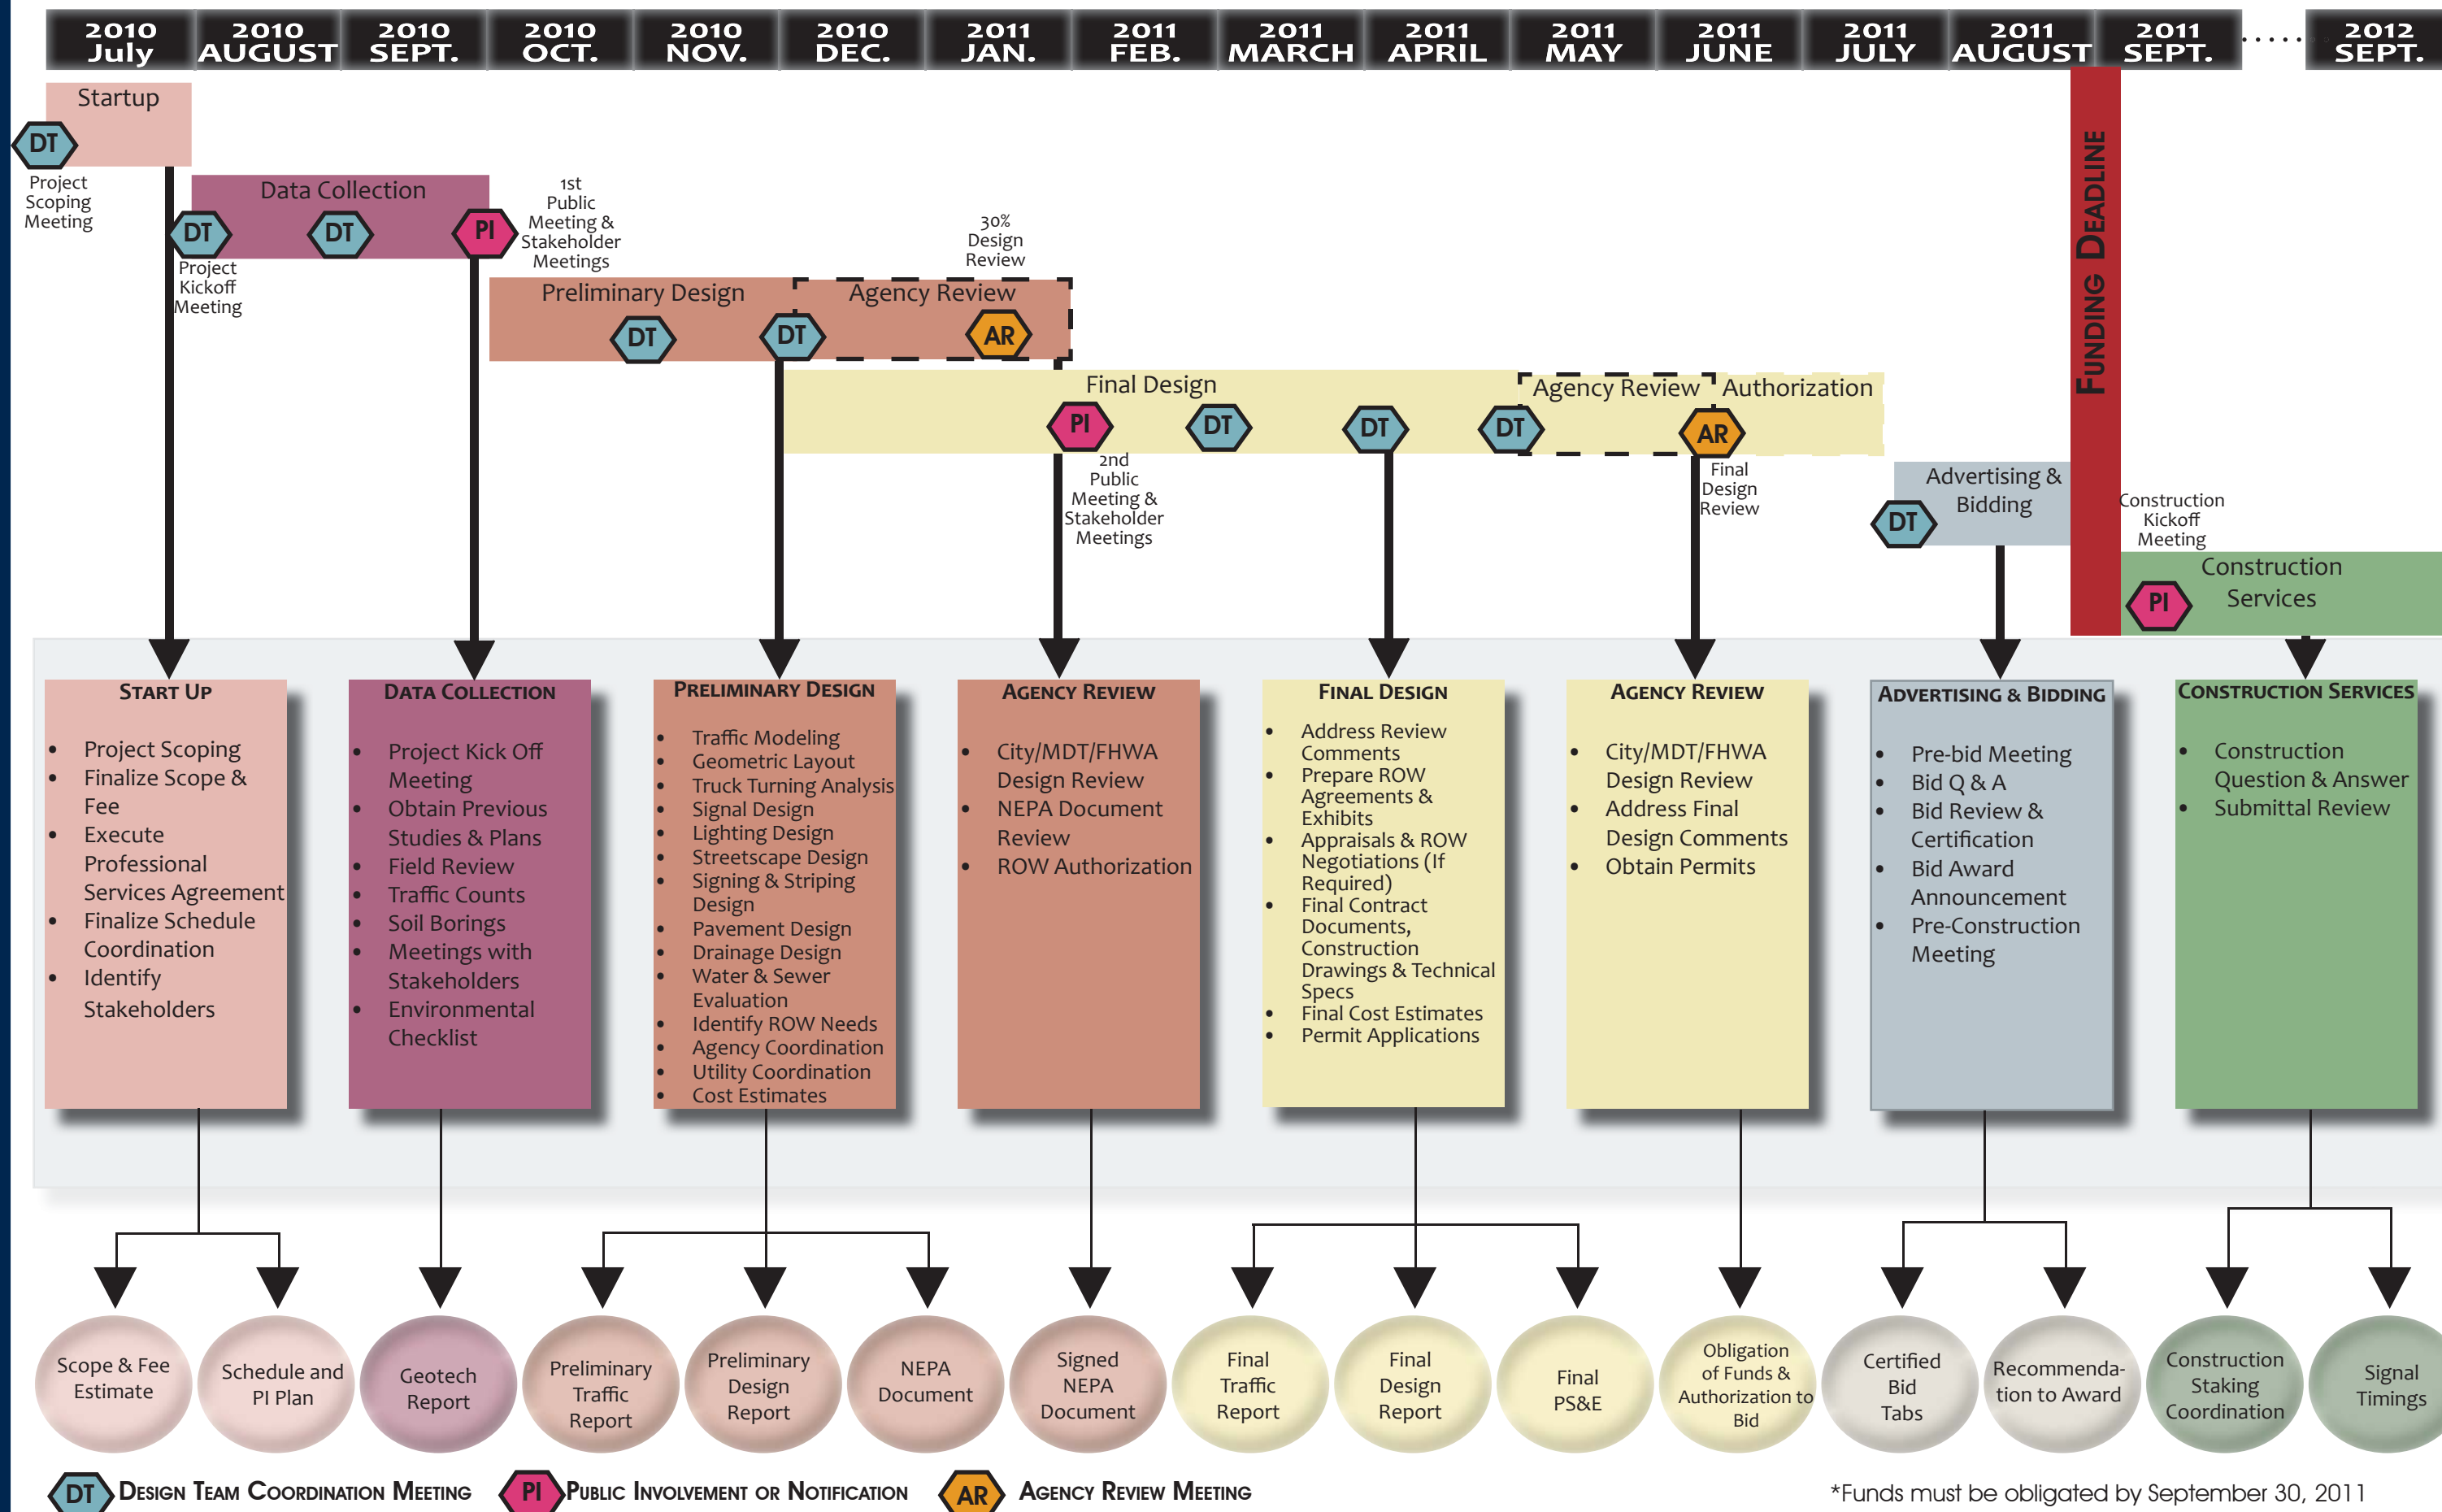 2010 July
2010 AUGUST
2010 SEPT.
2010 OCT.
2010 NOV.
2010 DEC.
2011 JAN.
2011 FEB.
2011 MARCH
2011 APRIL
2011 MAY
2011 JUNE
2011 JULY
2011 AUGUST
2011 SEPT.
......
2012 SEPT.
Startup
DT
Project
Scoping
Meeting
Data Collection
DT
DT
PI
Project
Kickoff
Meeting
1st
Public
Meeting &
Stakeholder
Meetings
30%
Design
Review
Preliminary Design
Agency Review
DT
DT
AR
Final Design
Agency Review
Authorization
PI
DT
DT
DT
AR
2nd
Public
Meeting &
Stakeholder
Meetings
Final
Design
Review
Advertising &
Bidding
DT
FUNDING DEADLINE
Construction
Kickoff
Meeting
Construction
Services
PI
START UP
• Project Scoping
• Finalize Scope &
Fee
• Execute
Professional
Services Agreement
• Finalize Schedule
Coordination
• Identify
Stakeholders
DATA COLLECTION
• Project Kick Off
Meeting
• Obtain Previous
Studies & Plans
• Field Review
• Traffic Counts
• Soil Borings
• Meetings with
Stakeholders
• Environmental
Checklist
PRELIMINARY DESIGN
• Traffic Modeling
• Geometric Layout
• Truck Turning Analysis
• Signal Design
• Lighting Design
• Streetscape Design
• Signing & Striping
Design
• Pavement Design
• Drainage Design
• Water & Sewer
Evaluation
• Identify ROW Needs
• Agency Coordination
• Utility Coordination
• Cost Estimates
AGENCY REVIEW
• City/MDT/FHWA
Design Review
• NEPA Document
Review
• ROW Authorization
FINAL DESIGN
• Address Review
Comments
• Prepare ROW
Agreements &
Exhibits
• Appraisals & ROW
Negotiations (If
Required)
• Final Contract
Documents,
Construction
Drawings & Technical
Specs
• Final Cost Estimates
• Permit Applications
AGENCY REVIEW
• City/MDT/FHWA
Design Review
• Address Final
Design Comments
• Obtain Permits
ADVERTISING & BIDDING
• Pre-bid Meeting
• Bid Q & A
• Bid Review &
Certification
• Bid Award
Announcement
• Pre-Construction
Meeting
CONSTRUCTION SERVICES
• Construction
Question & Answer
• Submittal Review
Scope & Fee
Estimate
Schedule and
PI Plan
Geotech
Report
Preliminary
Traffic
Report
Preliminary
Design
Report
NEPA
Document
Signed
NEPA
Document
Final
Traffic
Report
Final
Design
Report
Final
PS&E
Obligation
of Funds &
Authorization to
Bid
Certified
Bid
Tabs
Recommenda-
tion to Award
Construction
Staking
Coordination
Signal
Timings
DT DESIGN TEAM COORDINATION MEETING
PI PUBLIC INVOLVEMENT OR NOTIFICATION
AR AGENCY REVIEW MEETING
*Funds must be obligated by September 30, 2011